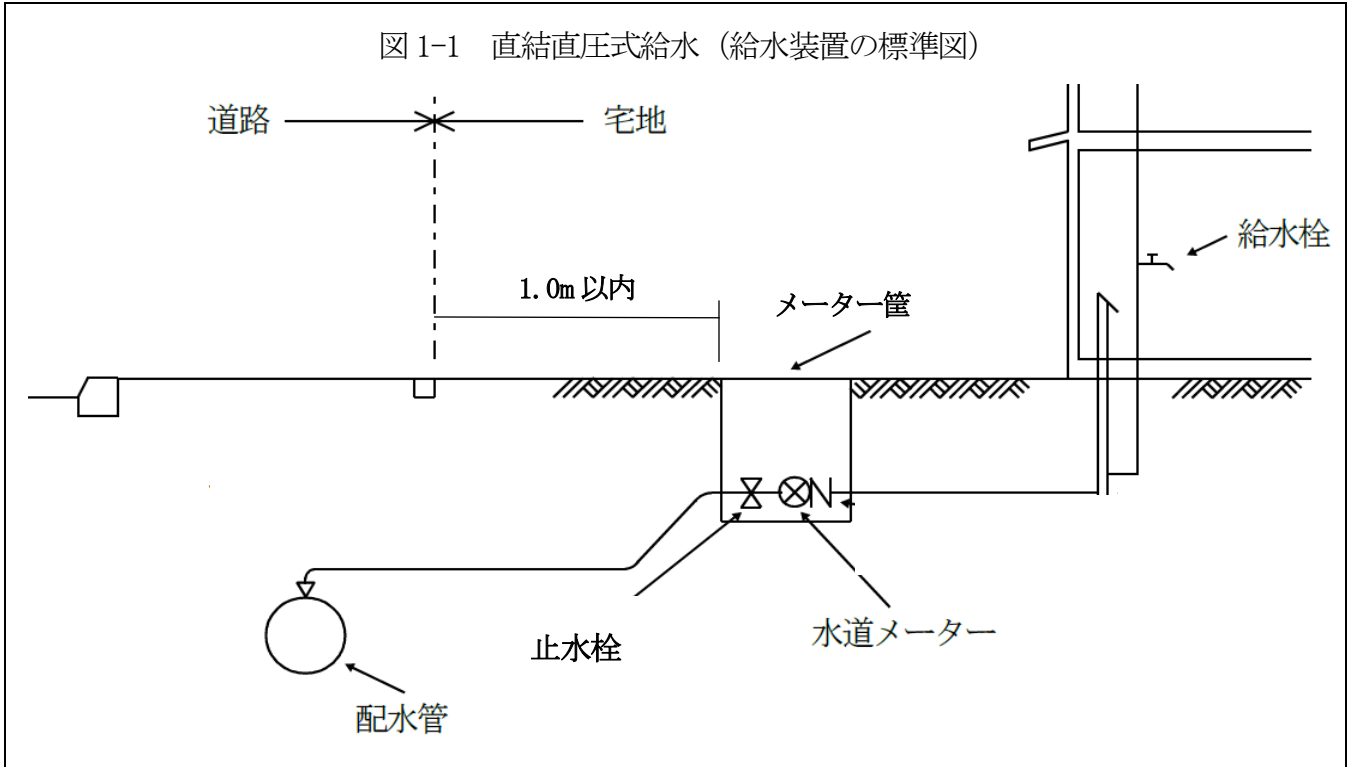 図 1-1　直結直圧式給水（給水装置の標準図）
道路
宅地
給水栓
1.0m 以内
メーター筐
止水栓
水道メーター
配水管